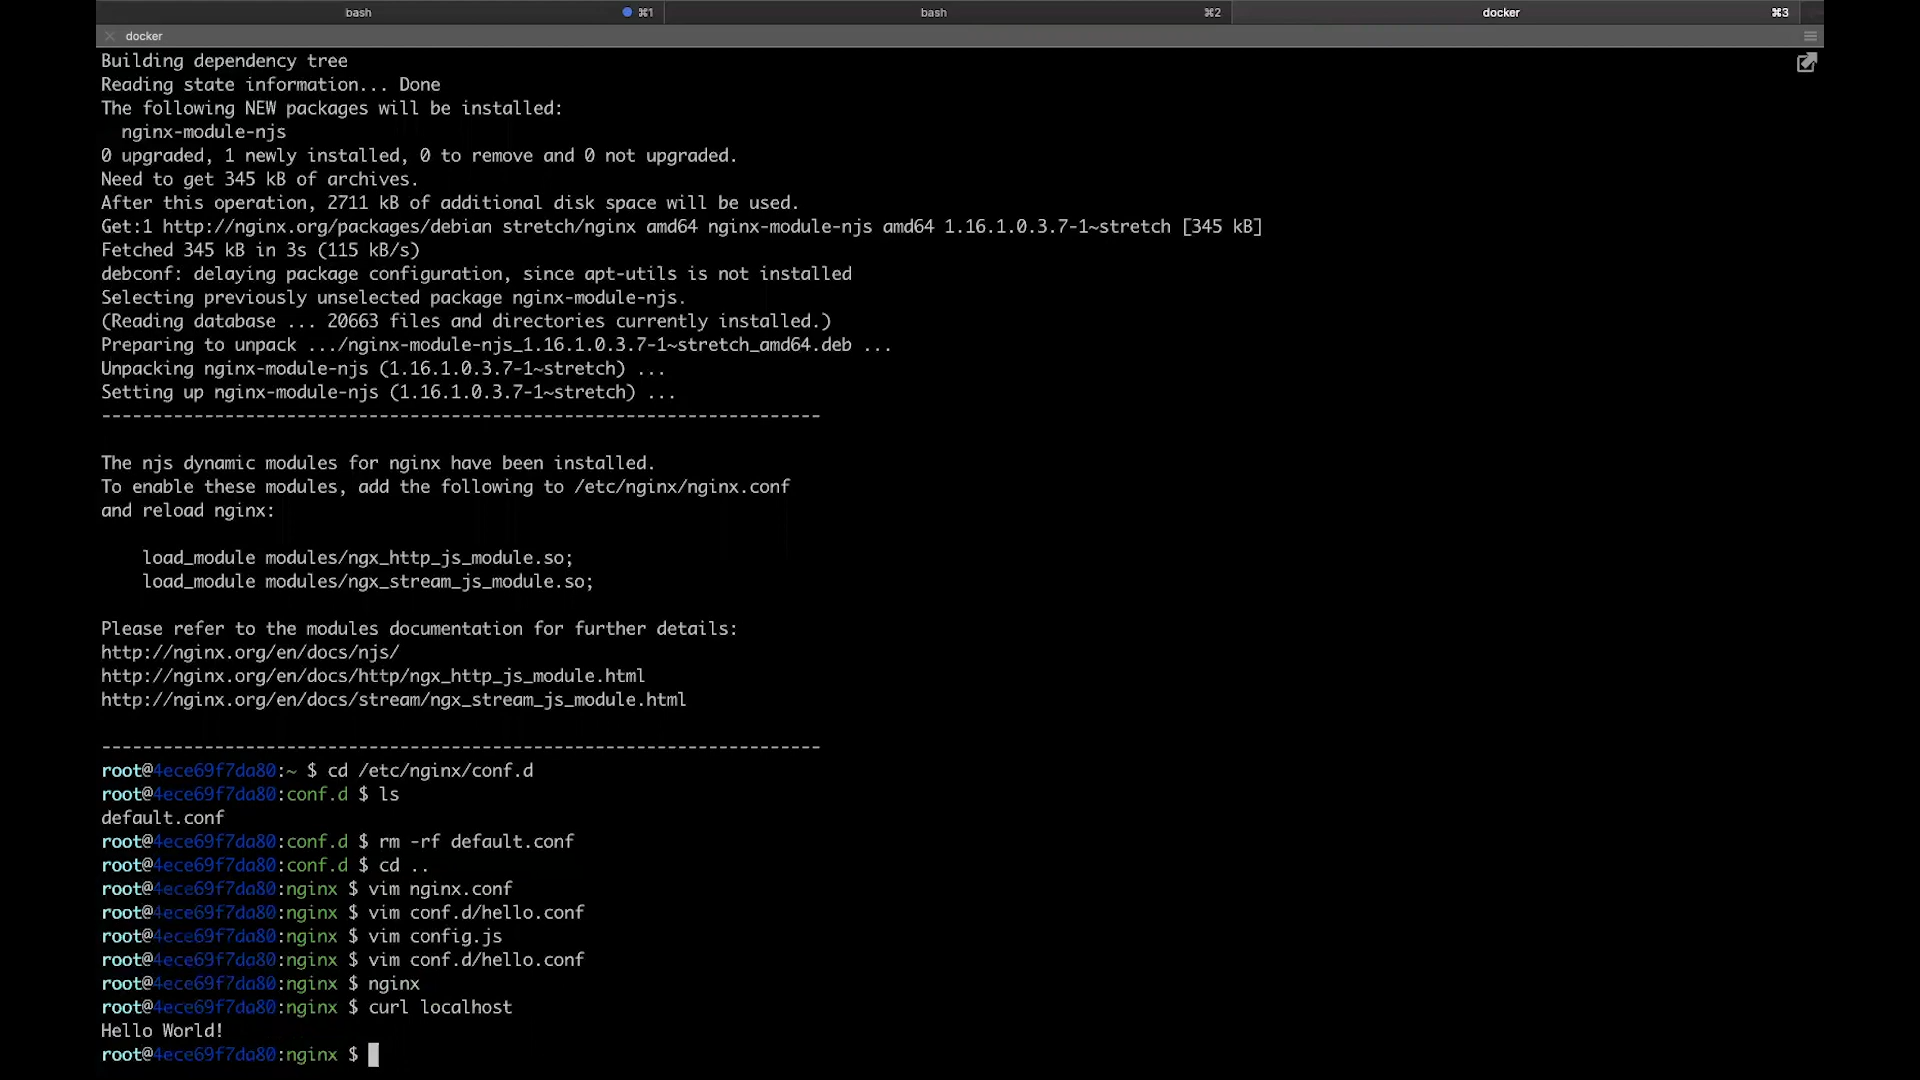 bash ⌘1 bash ⌘2 docker ⌘3
docker
Building dependency tree
Reading state information... Done
The following NEW packages will be installed:
  nginx-module-njs
0 upgraded, 1 newly installed, 0 to remove and 0 not upgraded.
Need to get 345 kB of archives.
After this operation, 2711 kB of additional disk space will be used.
Get:1 http://nginx.org/packages/debian stretch/nginx amd64 nginx-module-njs amd64 1.16.1.0.3.7-1~stretch [345 kB]
Fetched 345 kB in 3s (115 kB/s)
debconf: delaying package configuration, since apt-utils is not installed
Selecting previously unselected package nginx-module-njs.
(Reading database ... 20663 files and directories currently installed.)
Preparing to unpack .../nginx-module-njs_1.16.1.0.3.7-1~stretch_amd64.deb ...
Unpacking nginx-module-njs (1.16.1.0.3.7-1~stretch) ...
Setting up nginx-module-njs (1.16.1.0.3.7-1~stretch) ...
----------------------------------------------------------------------
The njs dynamic modules for nginx have been installed.
To enable these modules, add the following to /etc/nginx/nginx.conf
and reload nginx:
    load_module modules/ngx_http_js_module.so;
    load_module modules/ngx_stream_js_module.so;
Please refer to the modules documentation for further details:
http://nginx.org/en/docs/njs/
http://nginx.org/en/docs/http/ngx_http_js_module.html
http://nginx.org/en/docs/stream/ngx_stream_js_module.html
----------------------------------------------------------------------
root@4ece69f7da80:~ $ cd /etc/nginx/conf.d
root@4ece69f7da80:conf.d $ ls
default.conf
root@4ece69f7da80:conf.d $ rm -rf default.conf
root@4ece69f7da80:conf.d $ cd ..
root@4ece69f7da80:nginx $ vim nginx.conf
root@4ece69f7da80:nginx $ vim conf.d/hello.conf
root@4ece69f7da80:nginx $ vim config.js
root@4ece69f7da80:nginx $ vim conf.d/hello.conf
root@4ece69f7da80:nginx $ nginx
root@4ece69f7da80:nginx $ curl localhost
Hello World!
root@4ece69f7da80:nginx $